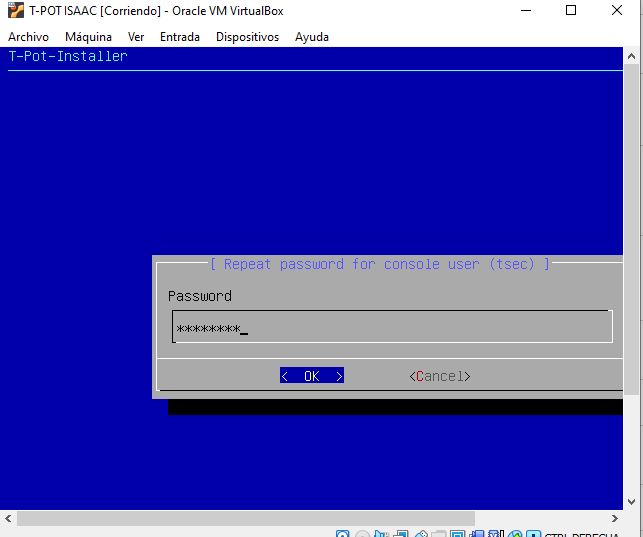 T-POT ISAAC [Corriendo] - Oracle VM VirtualBox
Archivo Máquina Ver Entrada Dispositivos Ayuda
T-Pot-Installer
[ Repeat password for console user (tsec) ]
Password
********_
< OK > <Cancel>
CTRL DERECHA